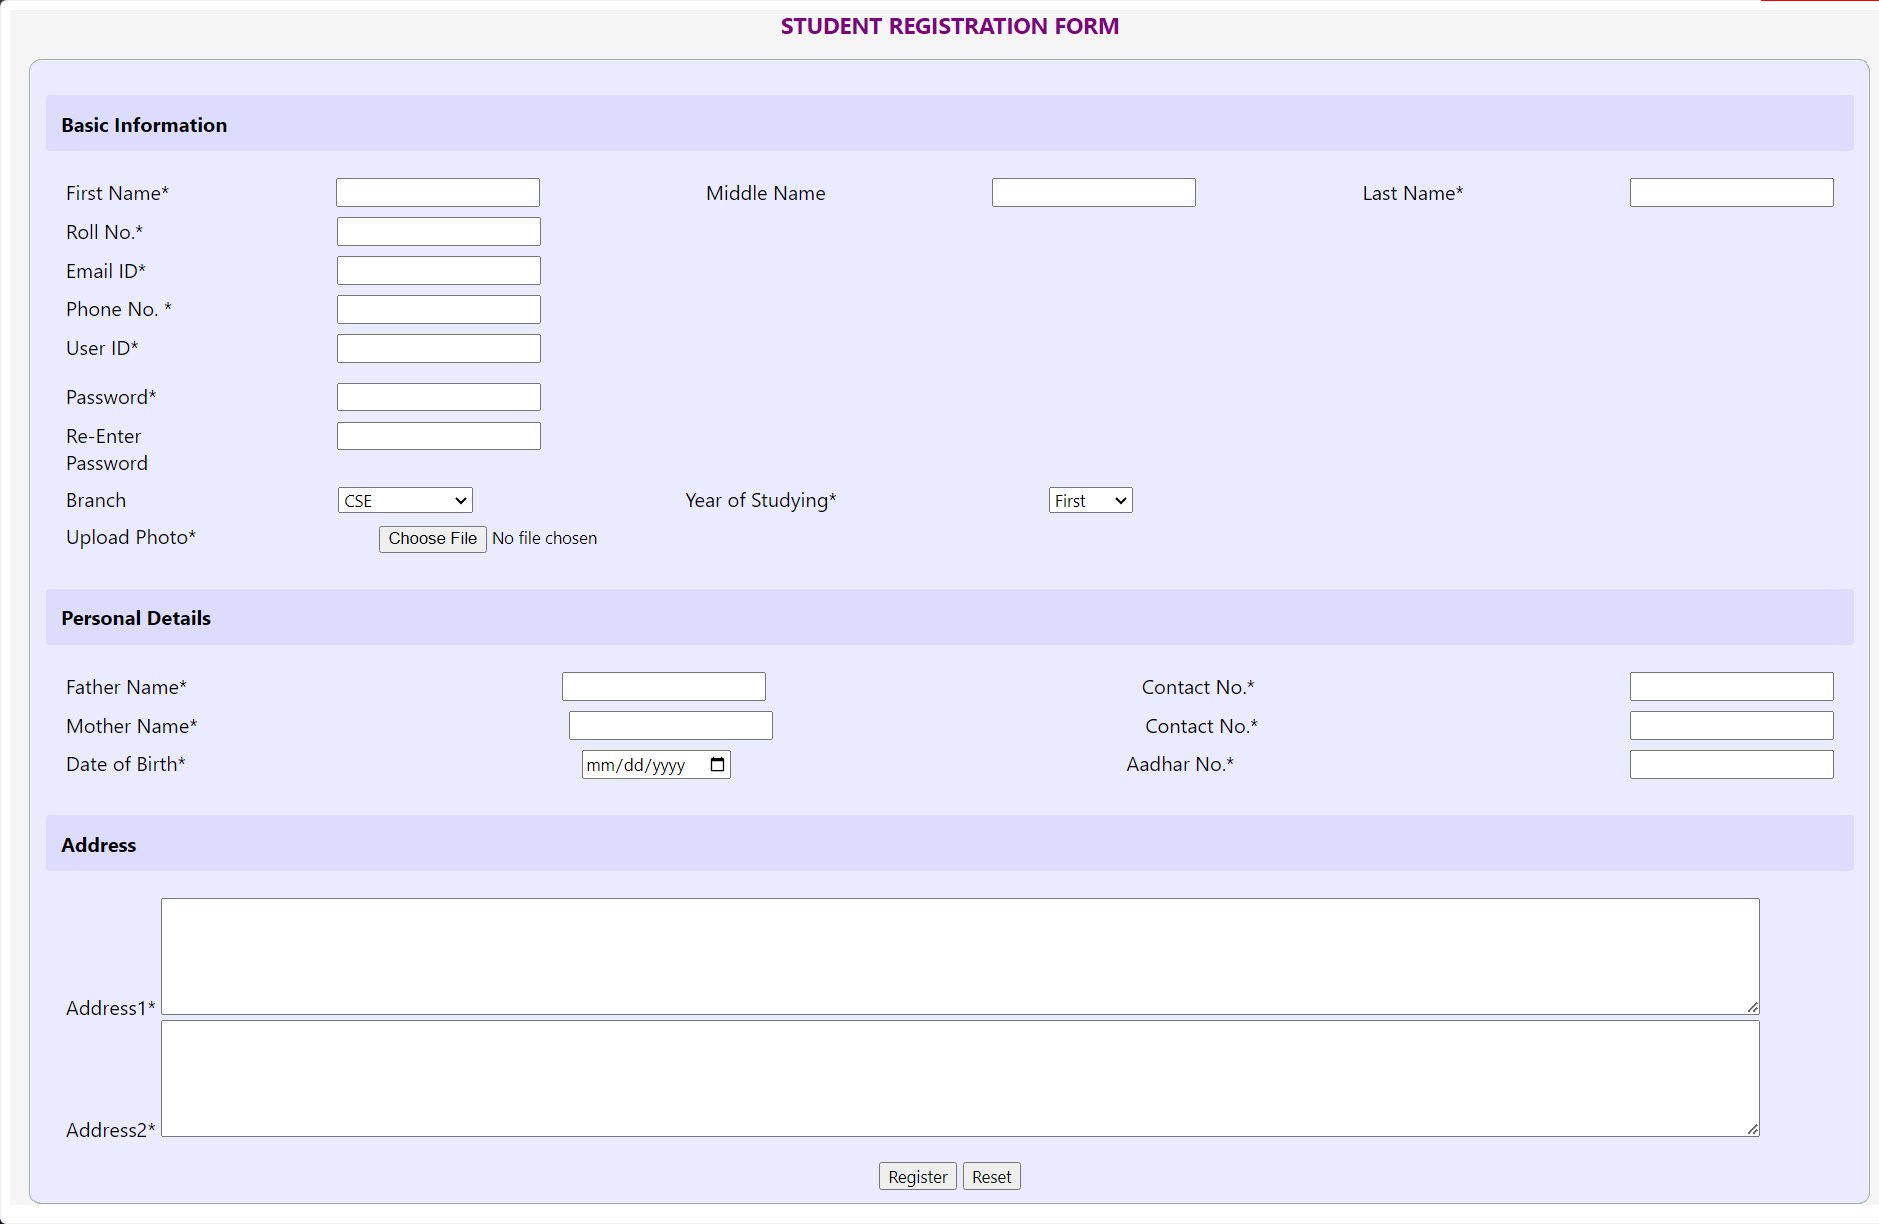 STUDENT REGISTRATION FORM
Basic Information
First Name* Middle Name Last Name*
Roll No.*
Email ID*
Phone No. *
User ID*
Password*
Re-Enter
Password
Branch CSE Year of Studying* First
Upload Photo* Choose File No file chosen
Personal Details
Father Name* Contact No.*
Mother Name* Contact No.*
Date of Birth* mm/dd/yyyy Aadhar No.*
Address
Address1*
Address2*
Register Reset